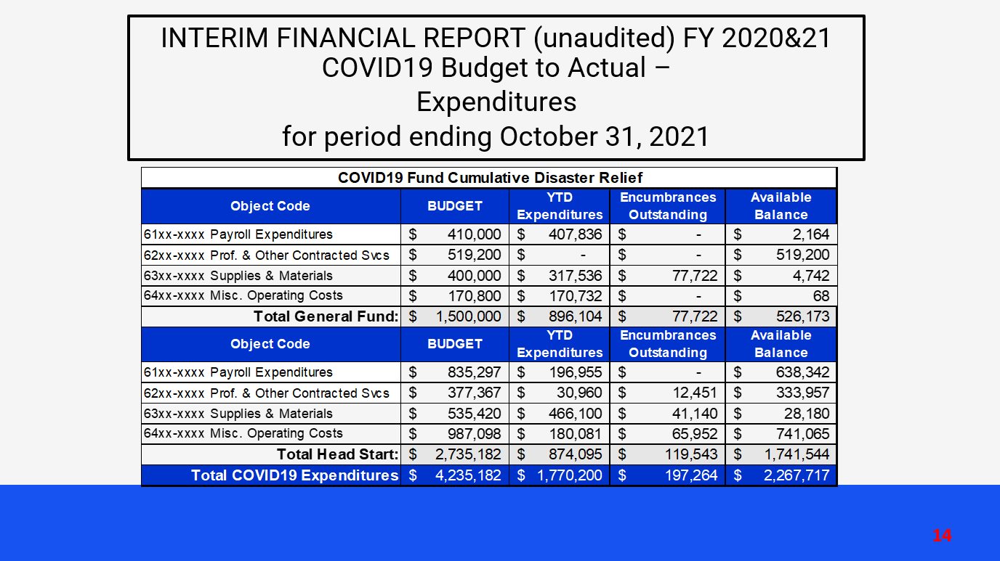 INTERIM FINANCIAL REPORT (unaudited) FY 2020&21
COVID19 Budget to Actual –
Expenditures
for period ending October 31, 2021
COVID19 Fund Cumulative Disaster Relief
Object Code BUDGET YTD Expenditures Encumbrances Outstanding Available Balance
61xx-xxxx Payroll Expenditures $ 410,000 $ 407,836 $ - $ 2,164
62xx-xxxx Prof. & Other Contracted Svcs $ 519,200 $ - $ - $ 519,200
63xx-xxxx Supplies & Materials $ 400,000 $ 317,536 $ 77,722 $ 4,742
64xx-xxxx Misc. Operating Costs $ 170,800 $ 170,732 $ - $ 68
Total General Fund: $ 1,500,000 $ 896,104 $ 77,722 $ 526,173
Object Code BUDGET YTD Expenditures Encumbrances Outstanding Available Balance
61xx-xxxx Payroll Expenditures $ 835,297 $ 196,955 $ - $ 638,342
62xx-xxxx Prof. & Other Contracted Svcs $ 377,367 $ 30,960 $ 12,451 $ 333,957
63xx-xxxx Supplies & Materials $ 535,420 $ 466,100 $ 41,140 $ 28,180
64xx-xxxx Misc. Operating Costs $ 987,098 $ 180,081 $ 65,952 $ 741,065
Total Head Start: $ 2,735,182 $ 874,095 $ 119,543 $ 1,741,544
Total COVID19 Expenditures $ 4,235,182 $ 1,770,200 $ 197,264 $ 2,267,717
14